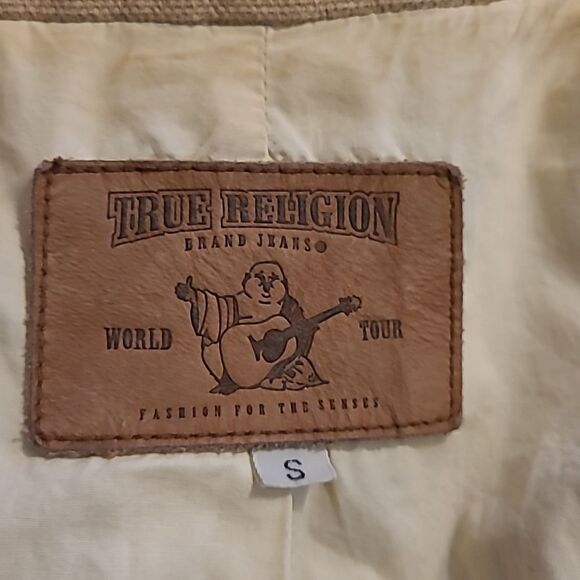 TRUE RELIGION
BRAND JEANS®
WORLD TOUR
FASHION FOR THE SENSES
S